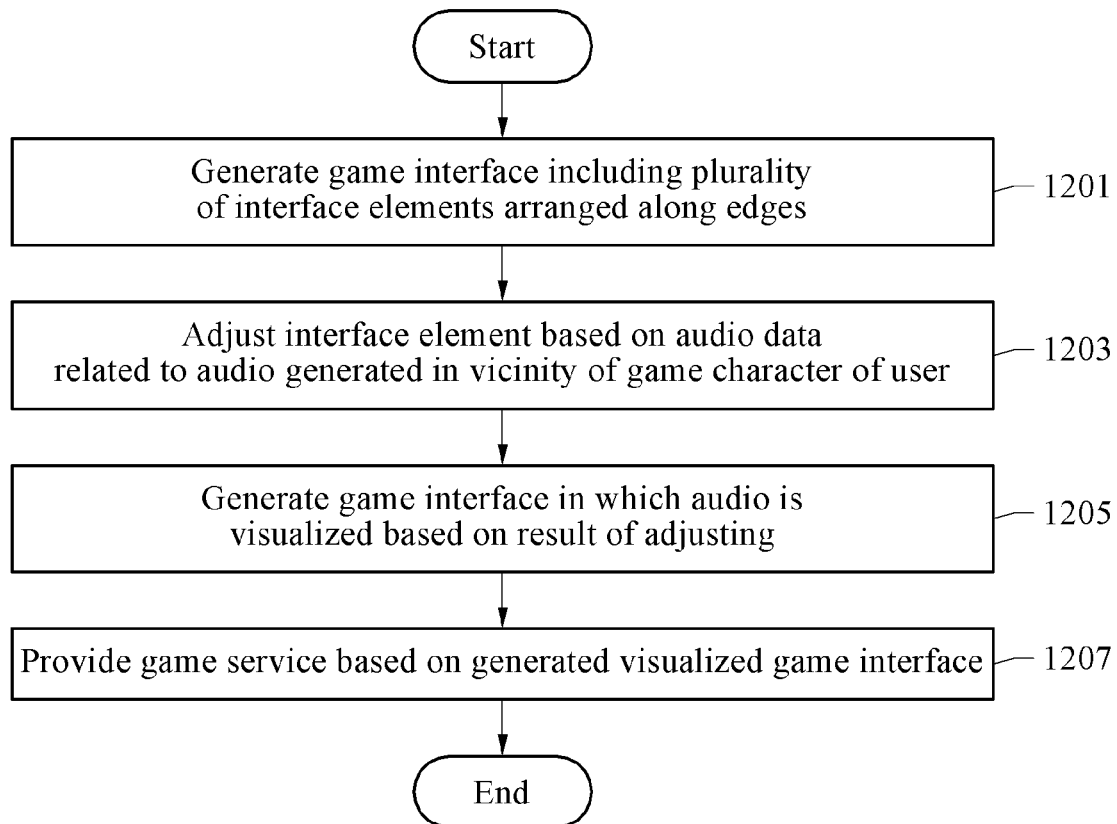 Start
Generate game interface including plurality
of interface elements arranged along edges
1201
Adjust interface element based on audio data
related to audio generated in vicinity of game character of user
1203
Generate game interface in which audio is
visualized based on result of adjusting
1205
Provide game service based on generated visualized game interface
1207
End